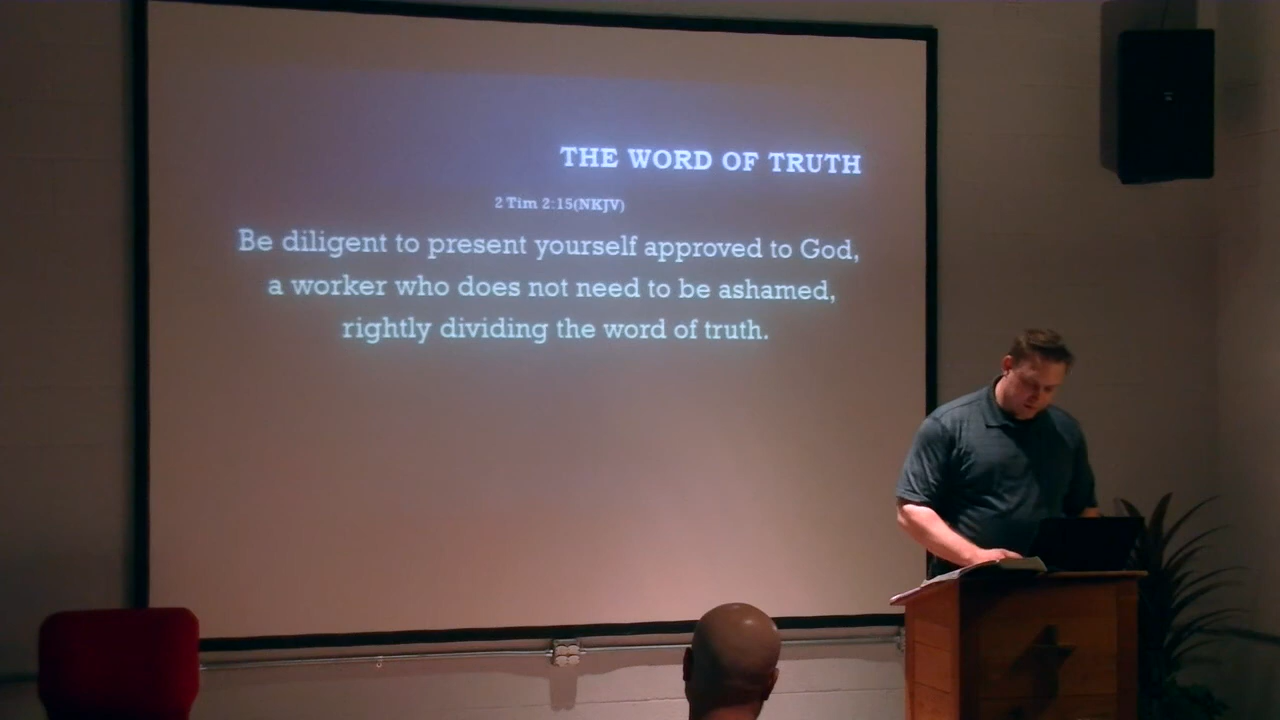 THE WORD OF TRUTH
2 Tim 2:15(NKJV)
Be diligent to present yourself approved to God,
a worker who does not need to be ashamed,
rightly dividing the word of truth.